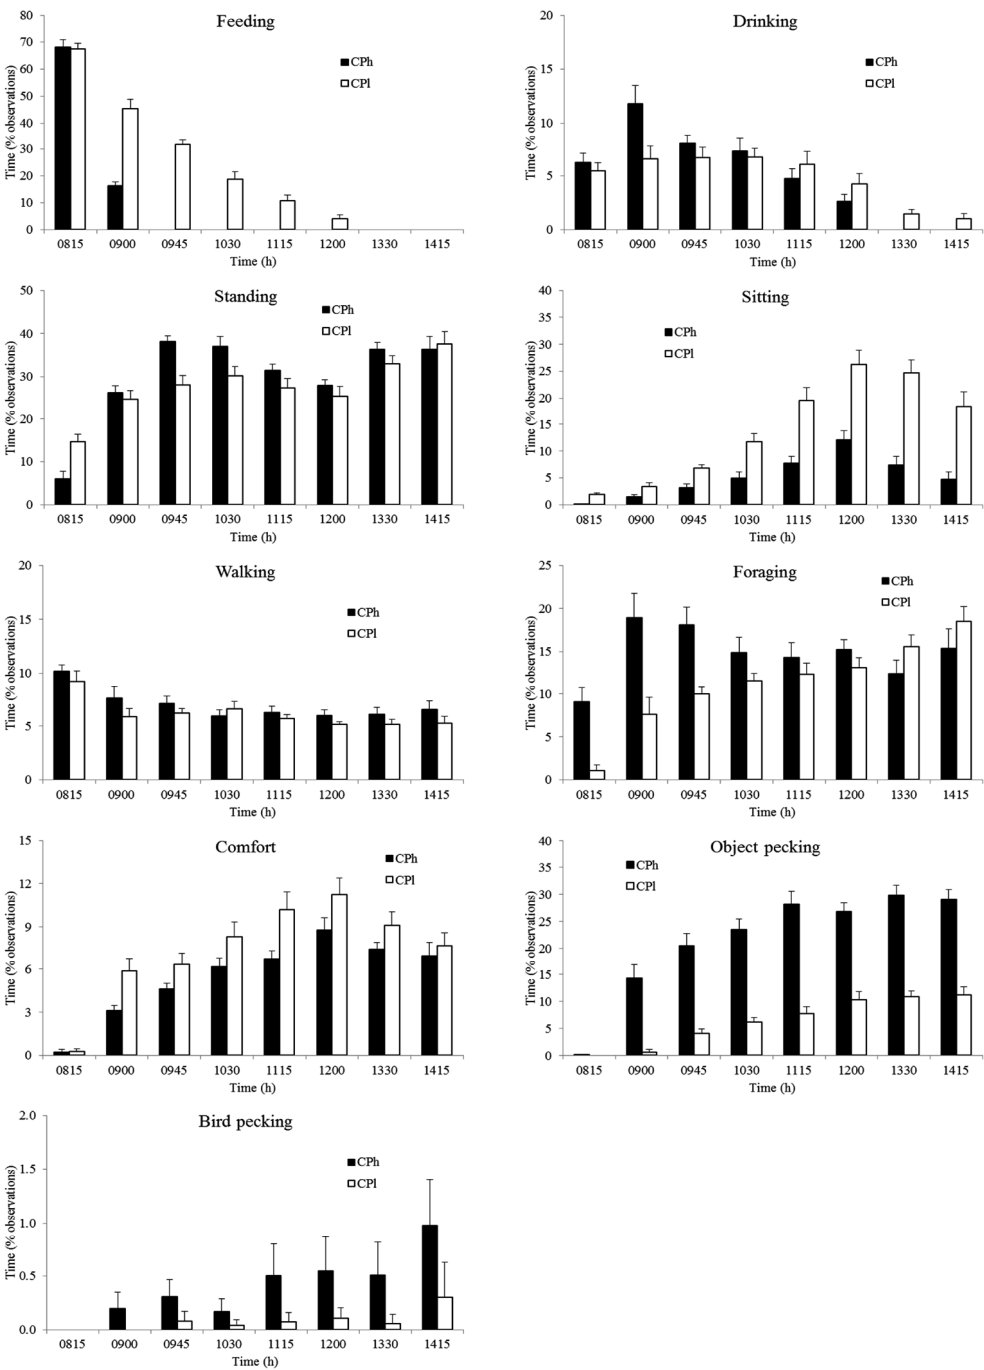 Feeding
Time (% observations)
80
70
60
50
40
30
20
10
0
CPh
CPl
0815 0900 0945 1030 1115 1200 1330 1415
Time (h)
Drinking
Time (% observations)
20
15
10
5
0
CPh
CPl
0815 0900 0945 1030 1115 1200 1330 1415
Time (h)
Standing
Time (% observations)
50
40
30
20
10
0
CPh
CPl
0815 0900 0945 1030 1115 1200 1330 1415
Time (h)
Sitting
Time (% observations)
40
35
30
25
20
15
10
5
0
CPh
CPl
0815 0900 0945 1030 1115 1200 1330 1415
Time (h)
Walking
Time (% observations)
20
15
10
5
0
CPh
CPl
0815 0900 0945 1030 1115 1200 1330 1415
Time (h)
Foraging
Time (% observations)
25
20
15
10
5
0
CPh
CPl
0815 0900 0945 1030 1115 1200 1330 1415
Time (h)
Comfort
Time (% observations)
15
12
9
6
3
0
CPh
CPl
0815 0900 0945 1030 1115 1200 1330 1415
Time (h)
Object pecking
Time (% observations)
40
35
30
25
20
15
10
5
0
CPh
CPl
0815 0900 0945 1030 1115 1200 1330 1415
Time (h)
Bird pecking
Time (% observations)
2.0
1.5
1.0
0.5
0.0
CPh
CPl
0815 0900 0945 1030 1115 1200 1330 1415
Time (h)